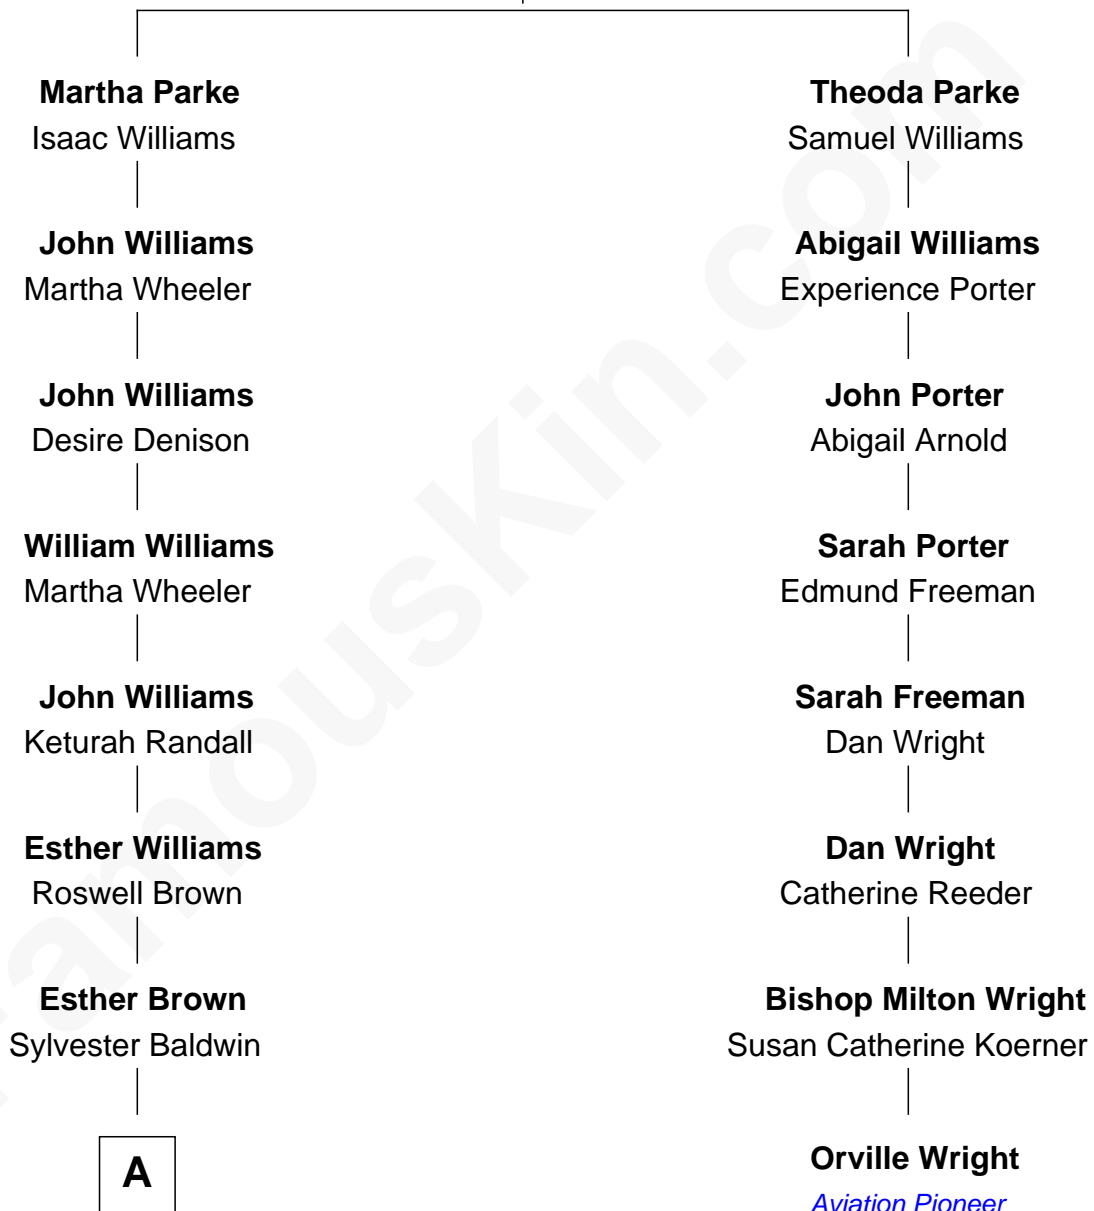 Martha Parke
Isaac Williams
Theoda Parke
Samuel Williams
John Williams
Martha Wheeler
Abigail Williams
Experience Porter
John Williams
Desire Denison
John Porter
Abigail Arnold
William Williams
Martha Wheeler
Sarah Porter
Edmund Freeman
John Williams
Keturah Randall
Sarah Freeman
Dan Wright
Esther Williams
Roswell Brown
Dan Wright
Catherine Reeder
Esther Brown
Sylvester Baldwin
Bishop Milton Wright
Susan Catherine Koerner
A
Orville Wright
Aviation Pioneer
FamousKin.com